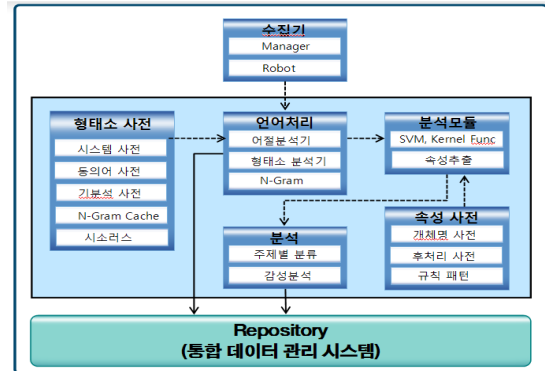 수집기
Manager
Robot
형태소 사전
시스템 사전
동의어 사전
기분석 사전
N-Gram Cache
시소러스
언어처리
어절분석기
형태소 분석기
N-Gram
분석모듈
SVM, Kernel Func
속성추출
분석
주제별 분류
감성분석
속성 사전
개체명 사전
후처리 사전
규칙 패턴
Repository
(통합 데이터 관리 시스템)